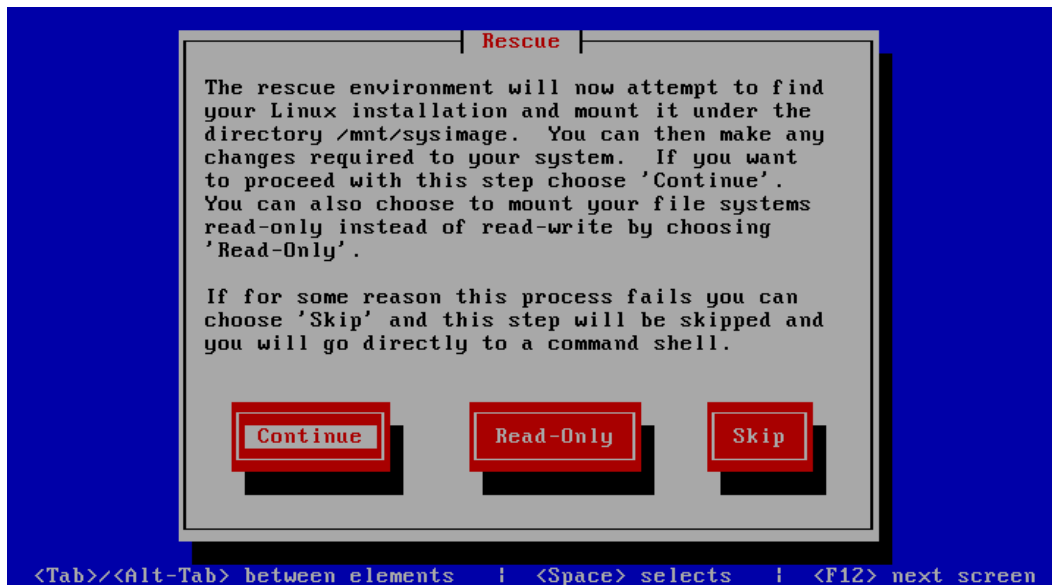 Rescue
The rescue environment will now attempt to find
your Linux installation and mount it under the
directory /mnt/sysimage.  You can then make any
changes required to your system.  If you want
to proceed with this step choose 'Continue'.
You can also choose to mount your file systems
read-only instead of read-write by choosing
'Read-Only'.
If for some reason this process fails you can
choose 'Skip' and this step will be skipped and
you will go directly to a command shell.
Continue Read-Only Skip
<Tab>/<Alt-Tab> between elements | <Space> selects | <F12> next screen